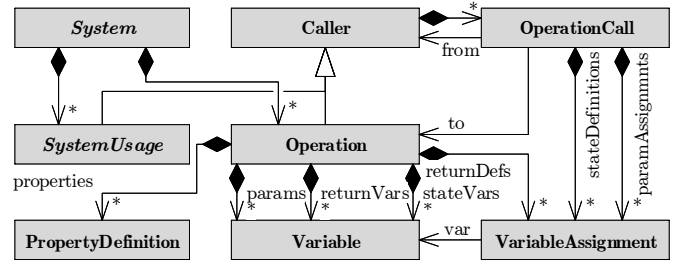 System
Caller
*
OperationCall
from
stateDefinitions
paramAssignmnts
*
*
to
SystemUsage
Operation
properties
returnDefs
params
returnVars
stateVars
*
*
*
*
*
*
*
PropertyDefinition
Variable
var
VariableAssignment